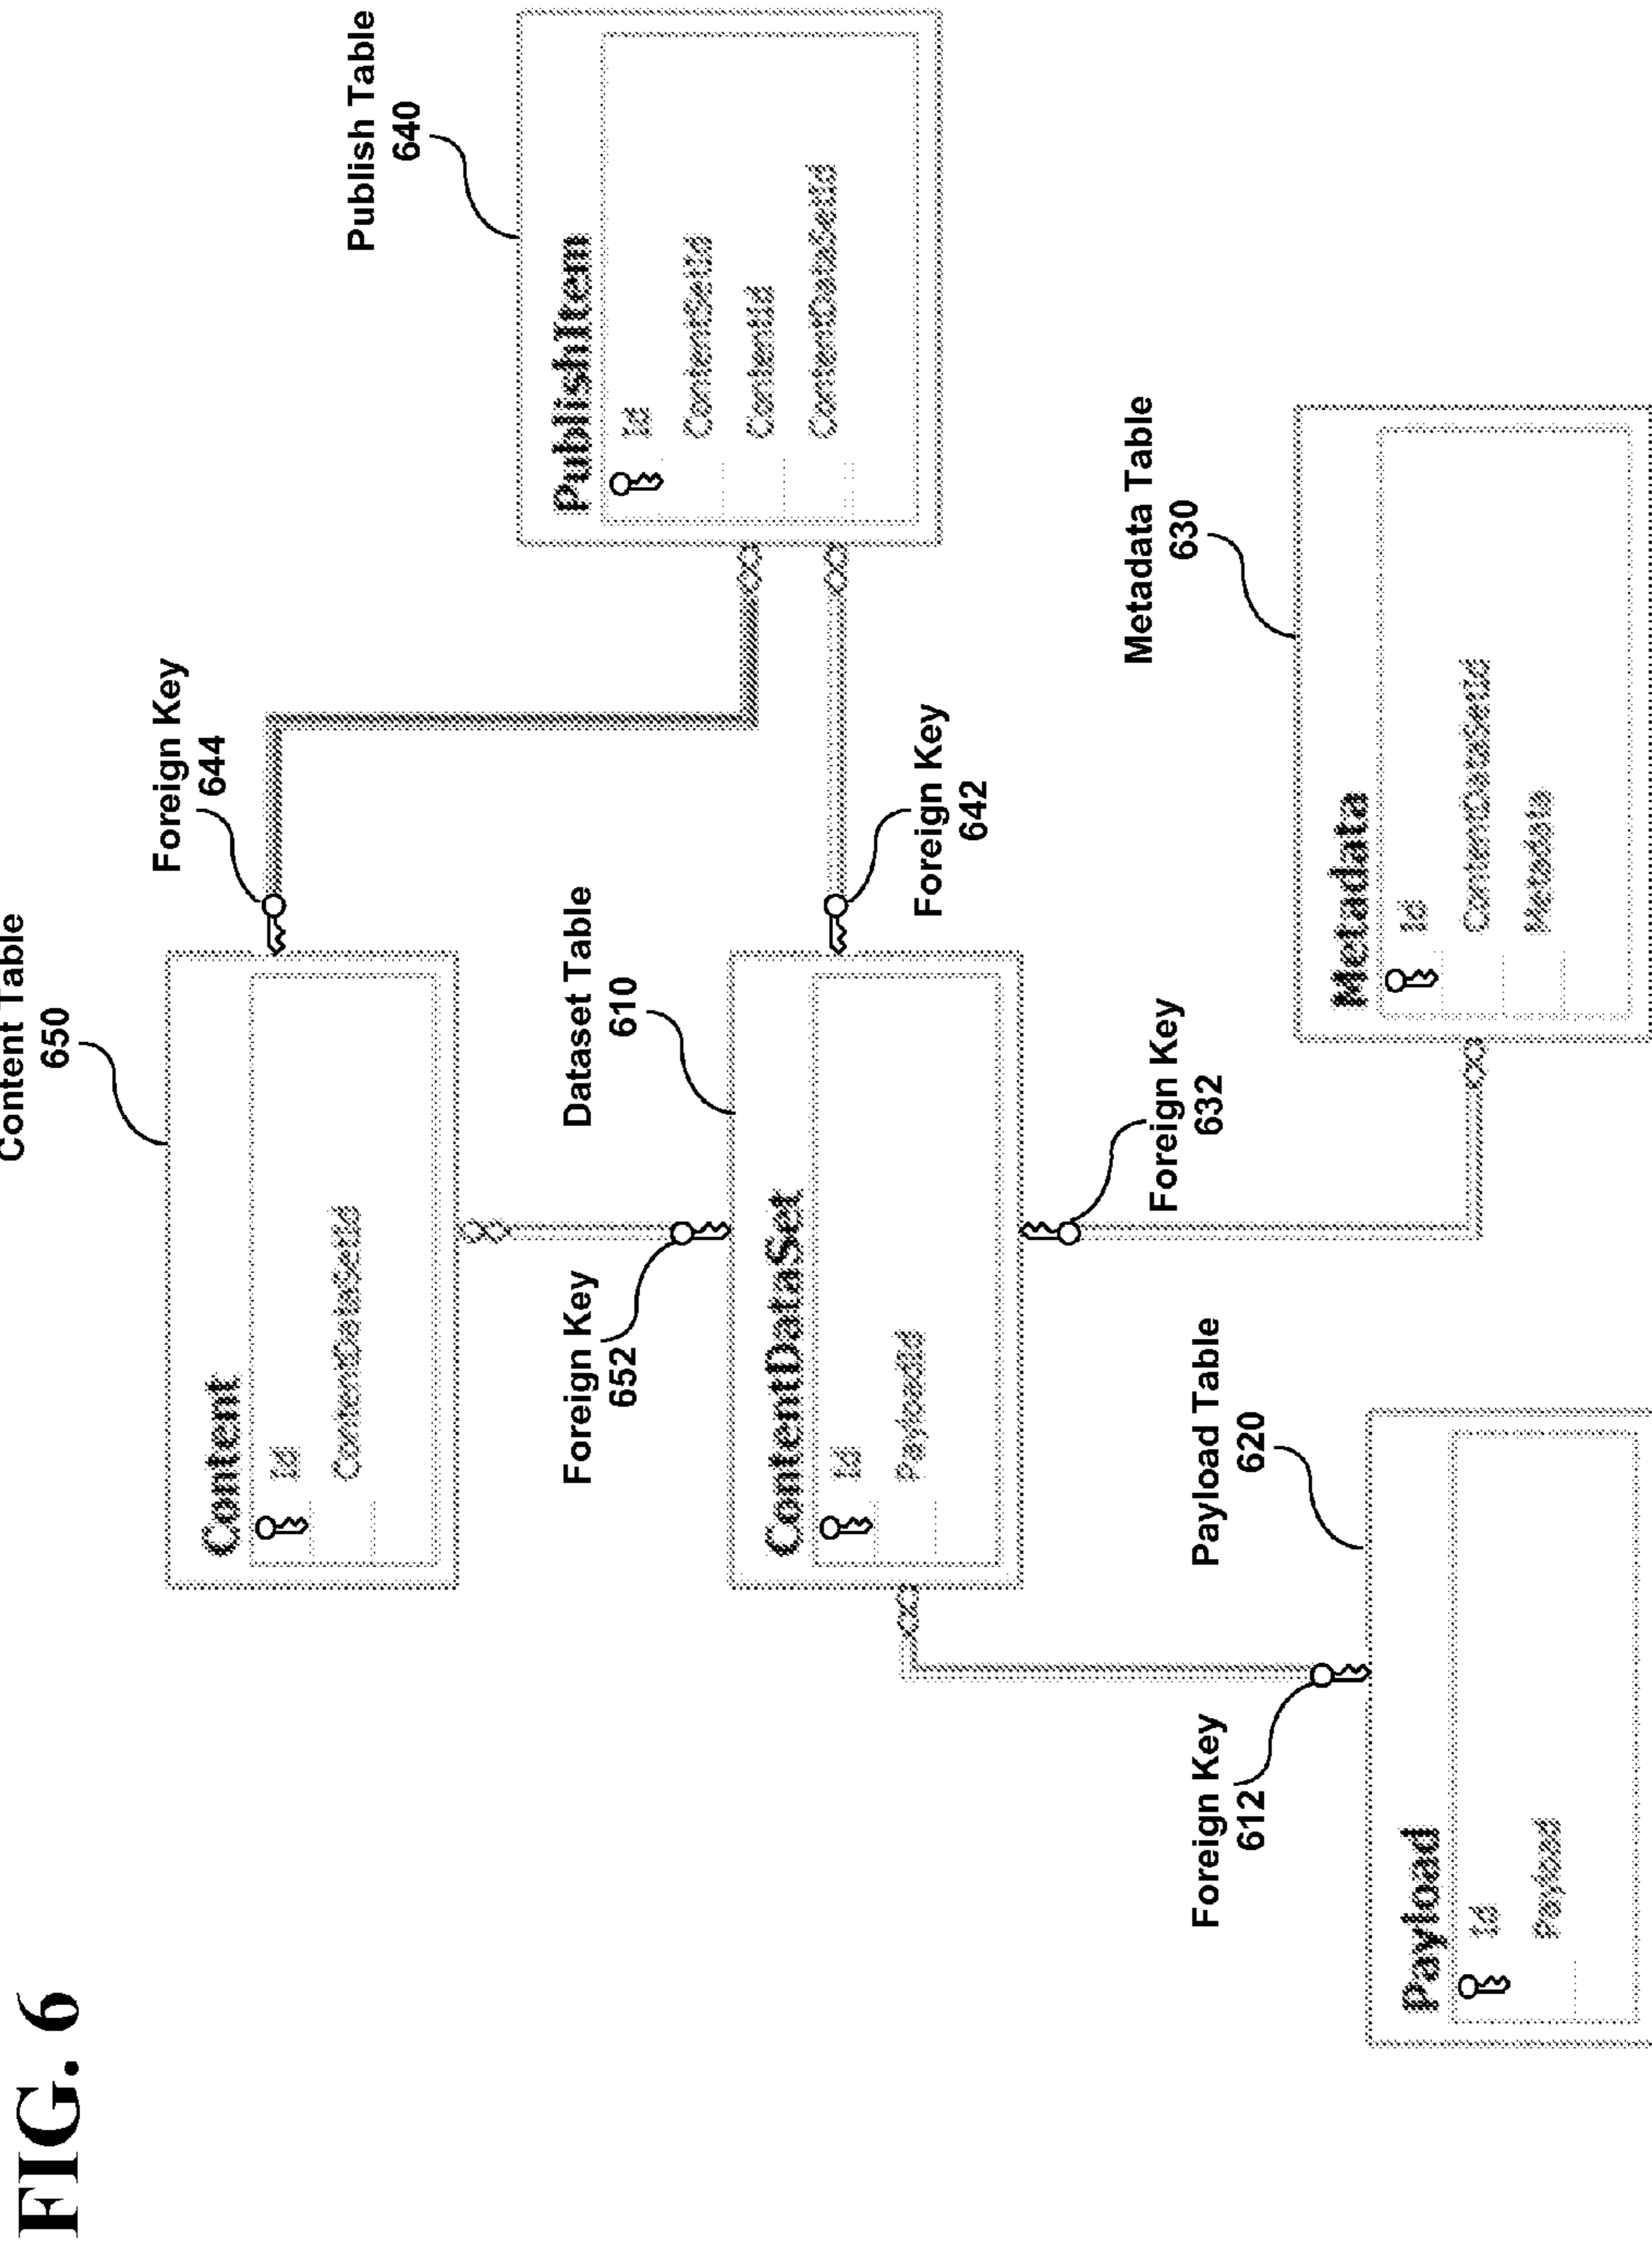 FIG. 6
Content Table
650
Content
Id
ContentDataSetId
Foreign Key
644
Publish Table
640
PublishItem
Id
ContentSetId
ContentId
ContentDataSetId
Foreign Key
652
Dataset Table
610
ContentDataSet
Id
PayloadId
Foreign Key
642
Foreign Key
612
Payload Table
620
Payload
Id
Payload
Foreign Key
632
Metadata Table
630
Metadata
Id
ContentDataSetId
Metadata